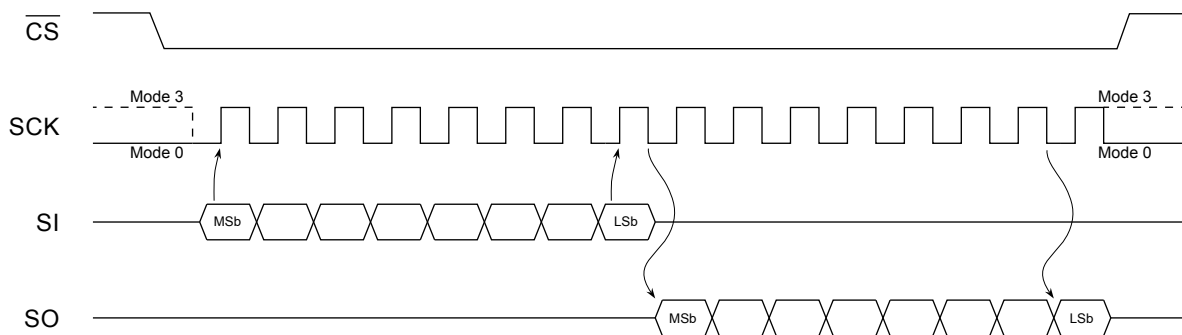 CS
Mode 3 Mode 3
SCK
Mode 0 Mode 0
SI MSb LSb
SO MSb LSb